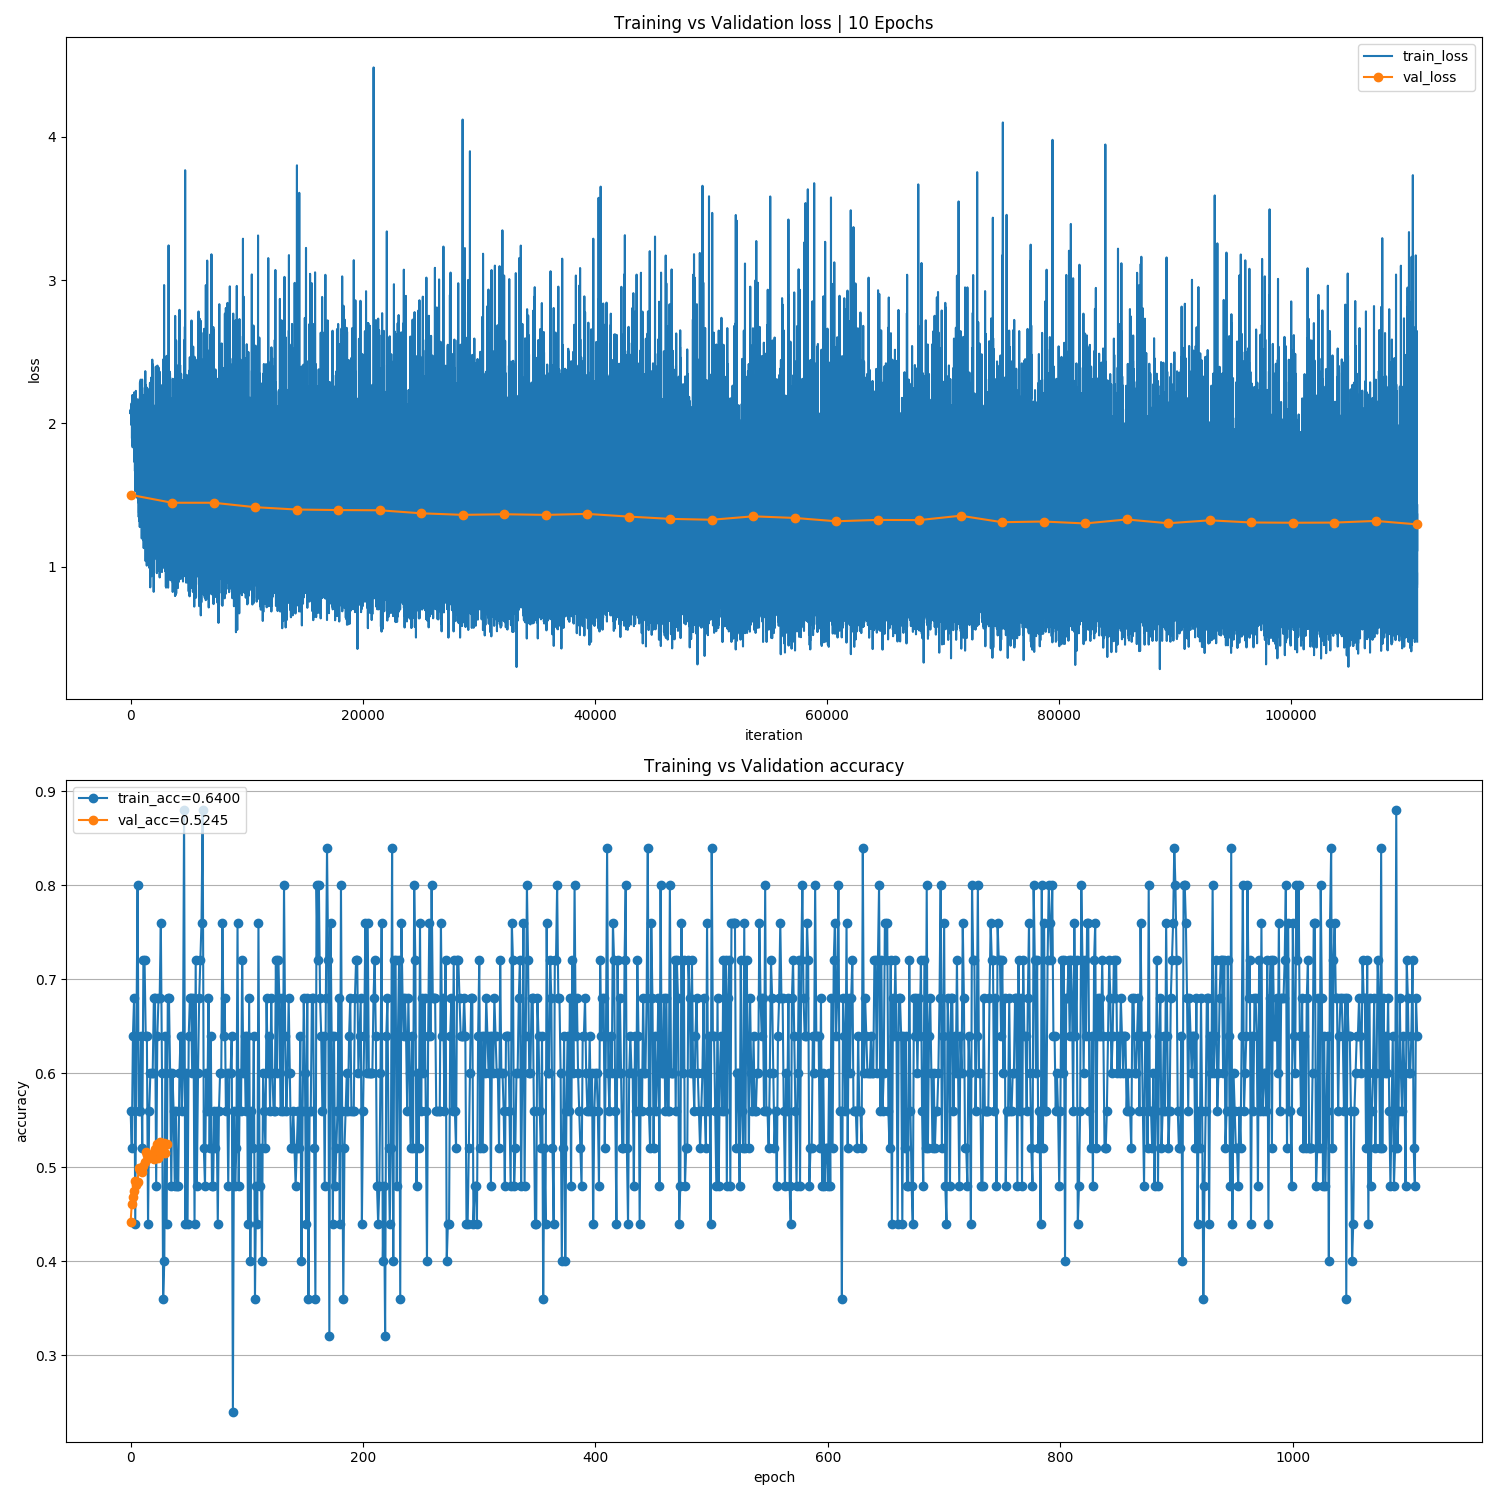 Training vs Validation loss | 10 Epochs
train_loss
val_loss
4
3
2
1
loss
0 20000 40000 60000 80000 100000
iteration
Training vs Validation accuracy
train_acc=0.6400
val_acc=0.5245
0.9
0.8
0.7
0.6
0.5
0.4
0.3
accuracy
0 200 400 600 800 1000
epoch